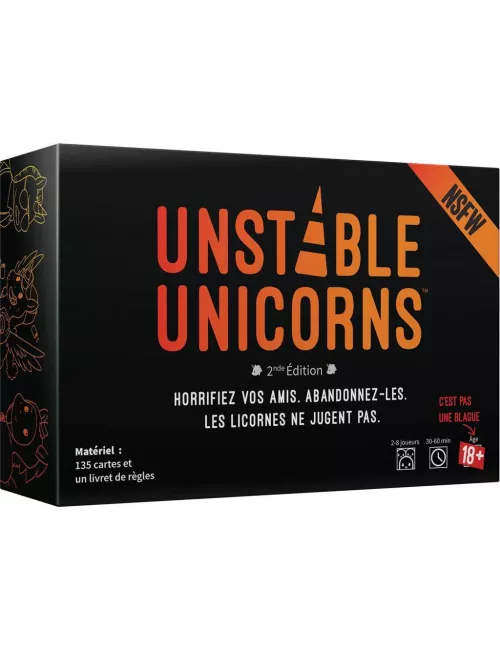 NSFW
UNSTABLE
UNICORNS™
2nde Édition
HORRIFIEZ VOS AMIS. ABANDONNEZ-LES.
LES LICORNES NE JUGENT PAS.
C'EST PAS
UNE BLAGUE
Matériel :
135 cartes et
un livret de règles
2-8 joueurs
30-60 min
Âge
18+